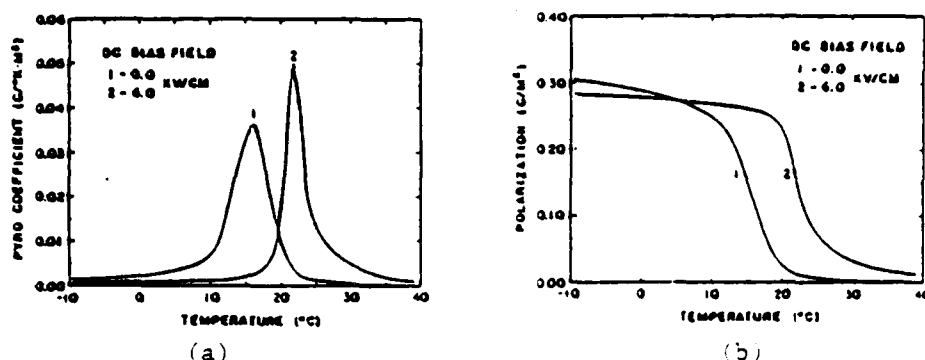 0.06
0.05
0.04
0.03
0.02
0.01
0.00
PYRO COEFFICIENT (C/°K·M²)
DC BIAS FIELD
1 - 0.0
2 - 6.0
KV/CM
1
2
-10
0
10
20
30
40
TEMPERATURE (°C)
(a)
0.40
0.30
0.20
0.10
0.00
POLARIZATION (C/M²)
DC BIAS FIELD
1 - 0.0
2 - 6.0
KV/CM
1
2
-10
0
10
20
30
40
TEMPERATURE (°C)
(b)